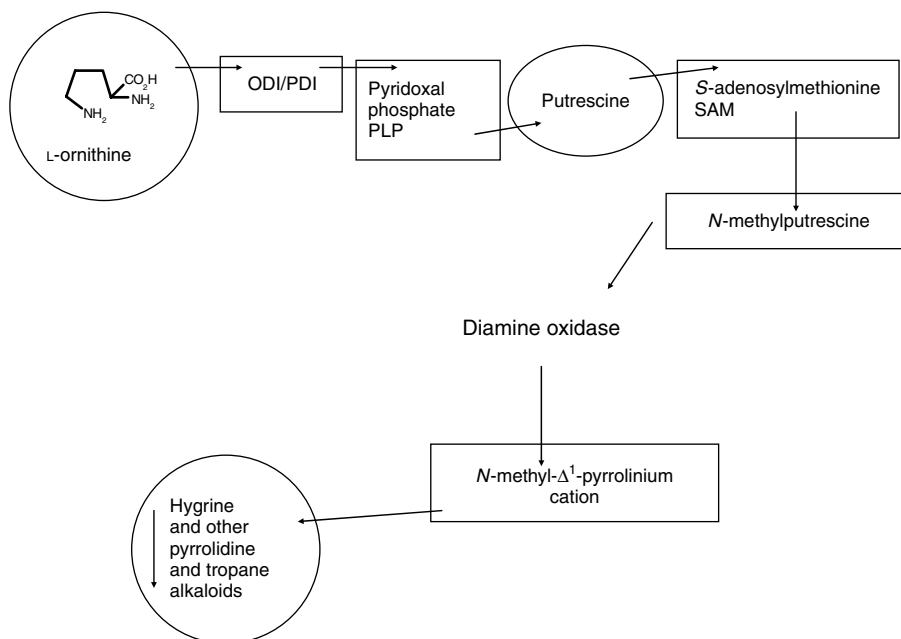 CO₂H
NH₂
NH₂
L-ornithine
ODI/PDI
Pyridoxal
phosphate
PLP
Putrescine
S-adenosylmethionine
SAM
N-methylputrescine
Diamine oxidase
N-methyl-Δ¹-pyrrolinium
cation
Hygrine
and other
pyrrolidine
and tropane
alkaloids